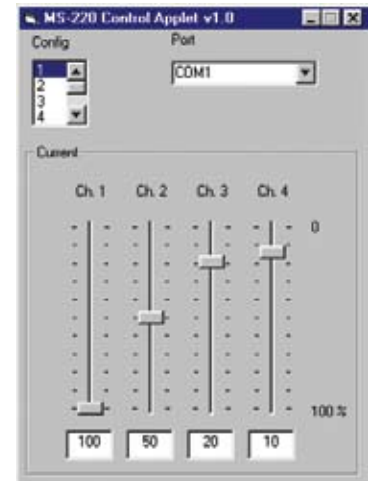 MS-220 Control Applet v1.0
Config
Port
1
2
3
4
COM1
Current
Ch. 1 Ch. 2 Ch. 3 Ch. 4
0
100 %
100 50 20 10